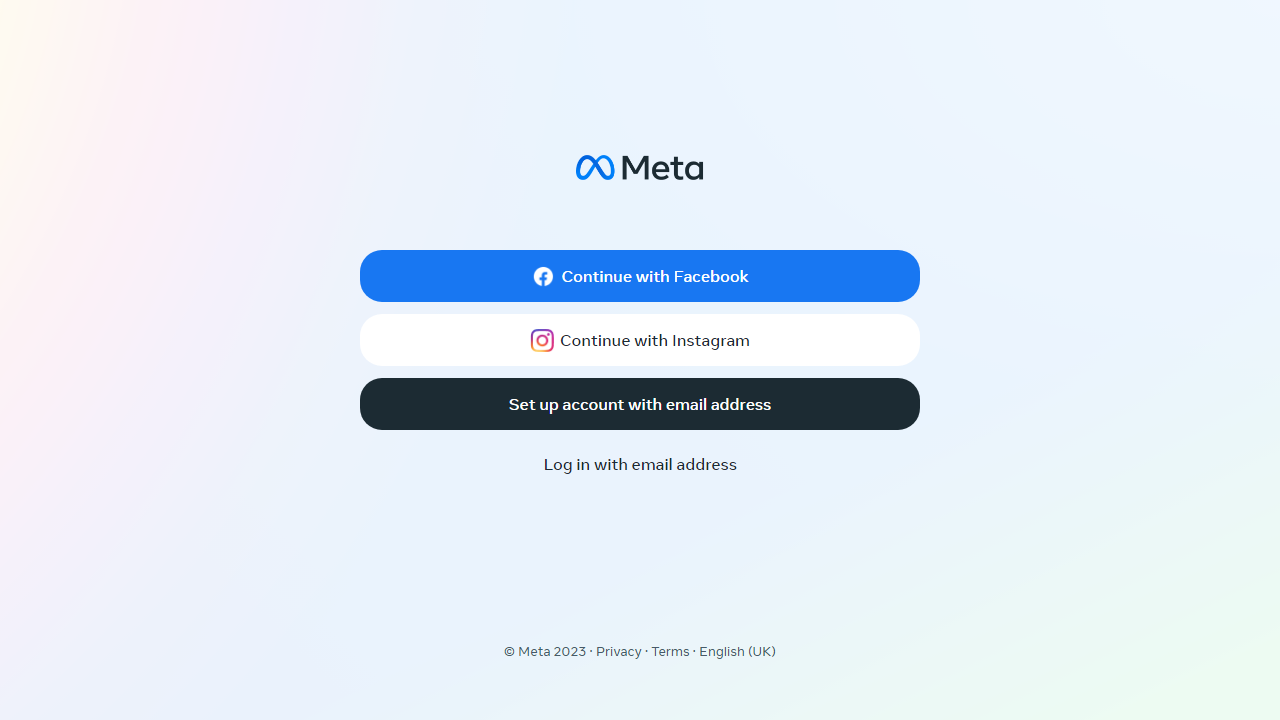 Meta
Continue with Facebook
Continue with Instagram
Set up account with email address
Log in with email address
© Meta 2023 · Privacy · Terms · English (UK)